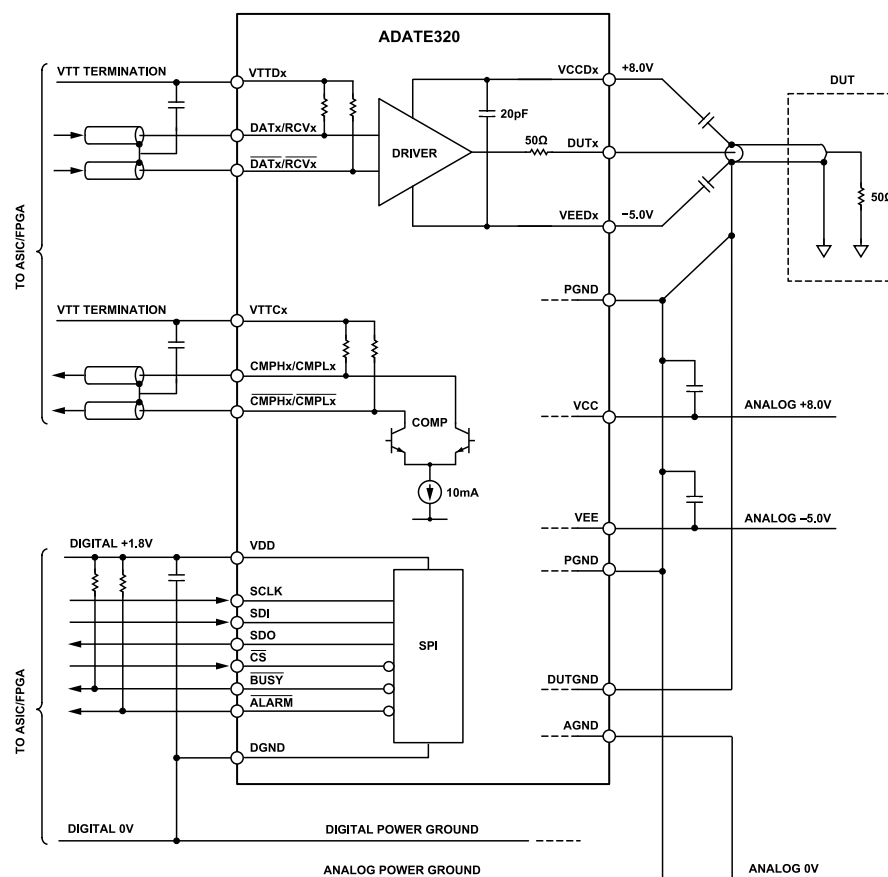 ADATE320
VTT TERMINATION
VTTDx
VCCDx
+8.0V
DUT
20pF
DATx/RCVx
DRIVER
50Ω
DUTx
DATx/RCVx
50Ω
VEEDx
–5.0V
TO ASIC/FPGA
PGND
VTT TERMINATION
VTTCx
CMPHx/CMPLx
CMPHx/CMPLx
COMP
VCC
ANALOG +8.0V
10mA
VEE
ANALOG –5.0V
DIGITAL +1.8V
VDD
PGND
SCLK
SDI
SDO
SPI
CS
BUSY
DUTGND
ALARM
TO ASIC/FPGA
AGND
DGND
DIGITAL 0V
DIGITAL POWER GROUND
ANALOG POWER GROUND
ANALOG 0V